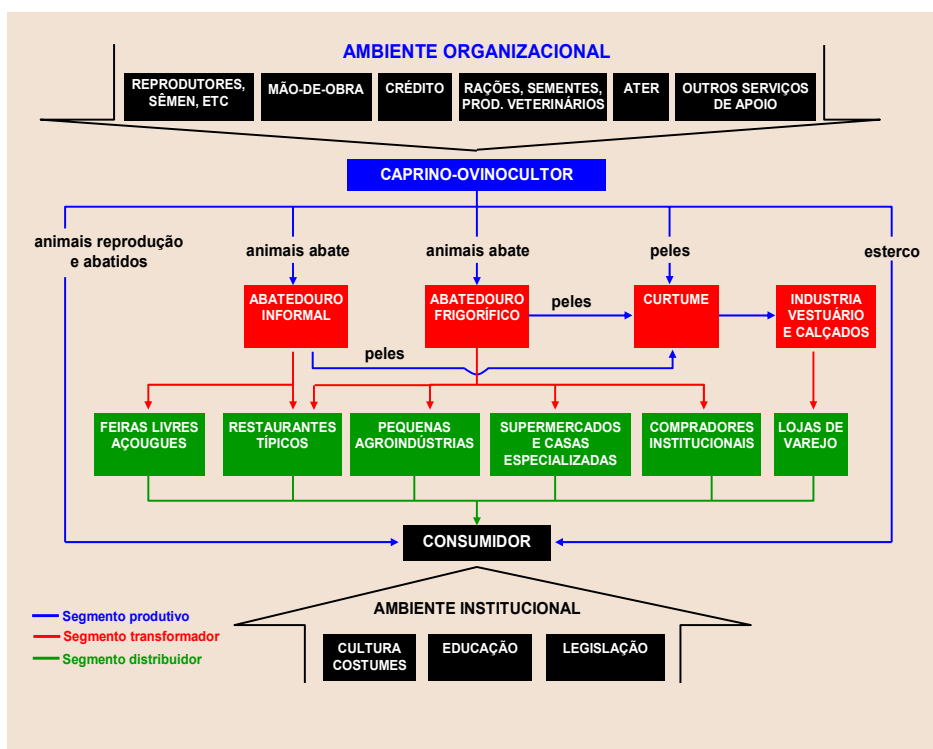 AMBIENTE ORGANIZACIONAL
REPRODUTORES,
SÊMEN, ETC
MÃO-DE-OBRA
CRÉDITO
RAÇÕES, SEMENTES,
PROD. VETERINÁRIOS
ATER
OUTROS SERVIÇOS
DE APOIO
CAPRINO-OVINOCULTOR
animais reprodução
e abatidos
animais abate
animais abate
peles
esterco
ABATEDOURO
INFORMAL
ABATEDOURO
FRIGORÍFICO
peles
CURTUME
INDUSTRIA
VESTUÁRIO
E CALÇADOS
peles
FEIRAS LIVRES
AÇOUGUES
RESTAURANTES
TÍPICOS
PEQUENAS
AGROINDÚSTRIAS
SUPERMERCADOS
E CASAS
ESPECIALIZADAS
COMPRADORES
INSTITUCIONAIS
LOJAS DE
VAREJO
CONSUMIDOR
AMBIENTE INSTITUCIONAL
CULTURA
COSTUMES
EDUCAÇÃO
LEGISLAÇÃO
Segmento produtivo
Segmento transformador
Segmento distribuidor